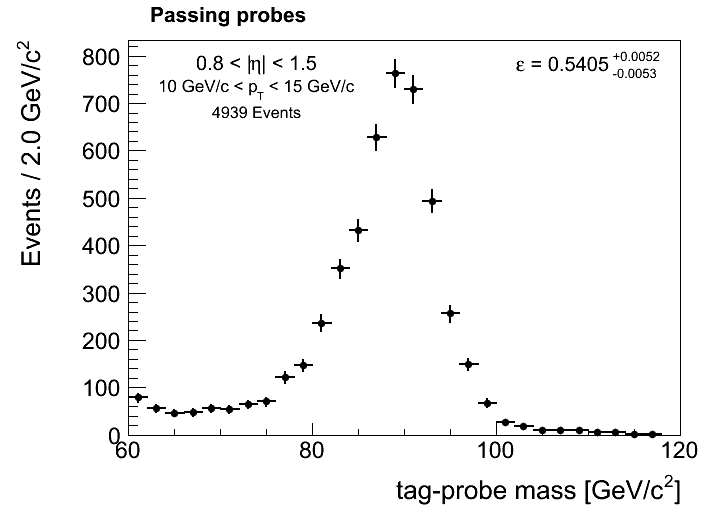 Passing probes
0.8 < |η| < 1.5
10 GeV/c < p_T < 15 GeV/c
4939 Events
ε = 0.5405 +0.0052 -0.0053
Events / 2.0 GeV/c²
800
700
600
500
400
300
200
100
0
60 80 100 120
tag-probe mass [GeV/c²]